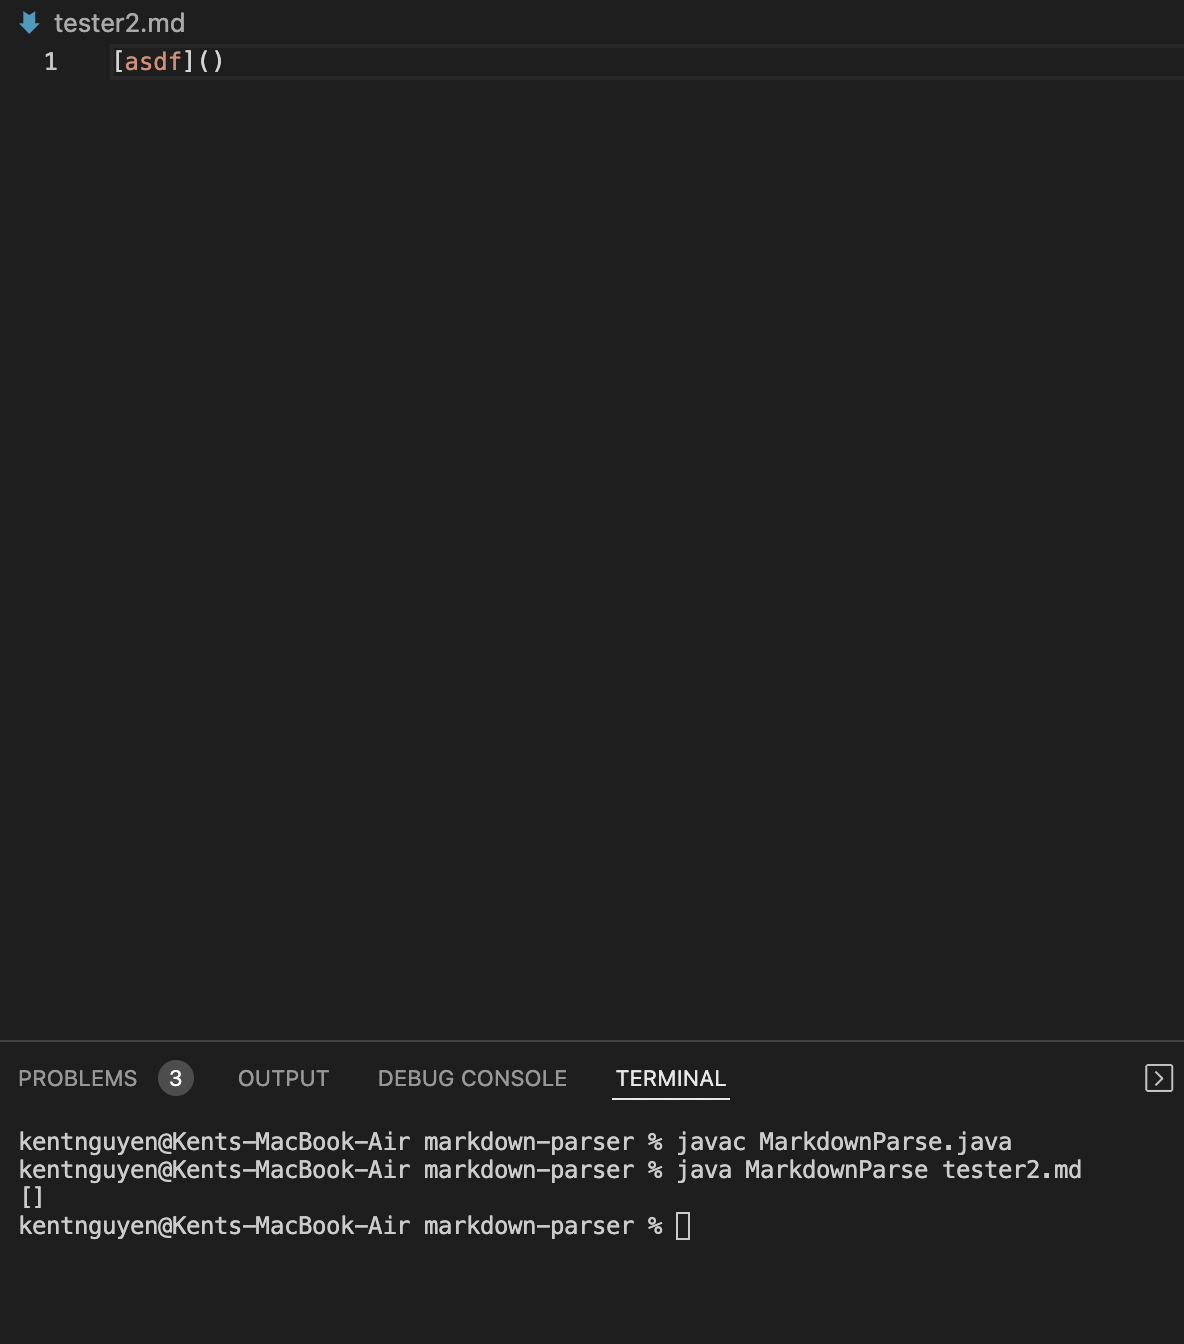 tester2.md
1 [asdf]()
PROBLEMS 3 OUTPUT DEBUG CONSOLE TERMINAL
kentnguyen@Kents-MacBook-Air markdown-parser % javac MarkdownParse.java
kentnguyen@Kents-MacBook-Air markdown-parser % java MarkdownParse tester2.md
[]
kentnguyen@Kents-MacBook-Air markdown-parser %